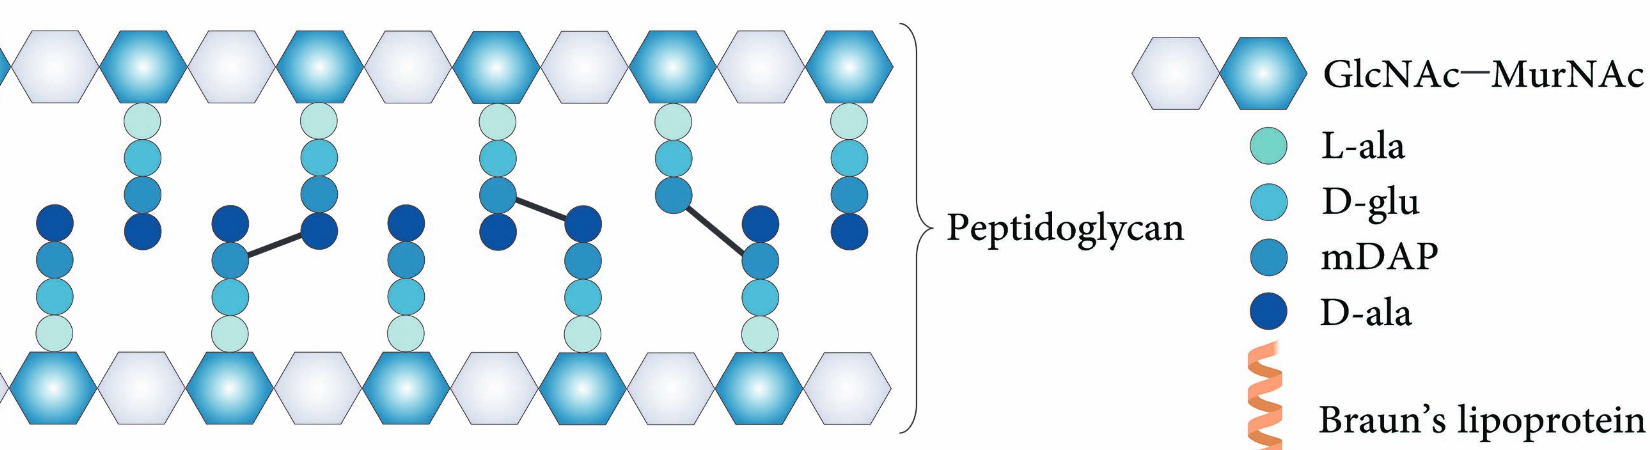 GlcNAc—MurNAc
L-ala
D-glu
Peptidoglycan
mDAP
D-ala
Braun's lipoprotein